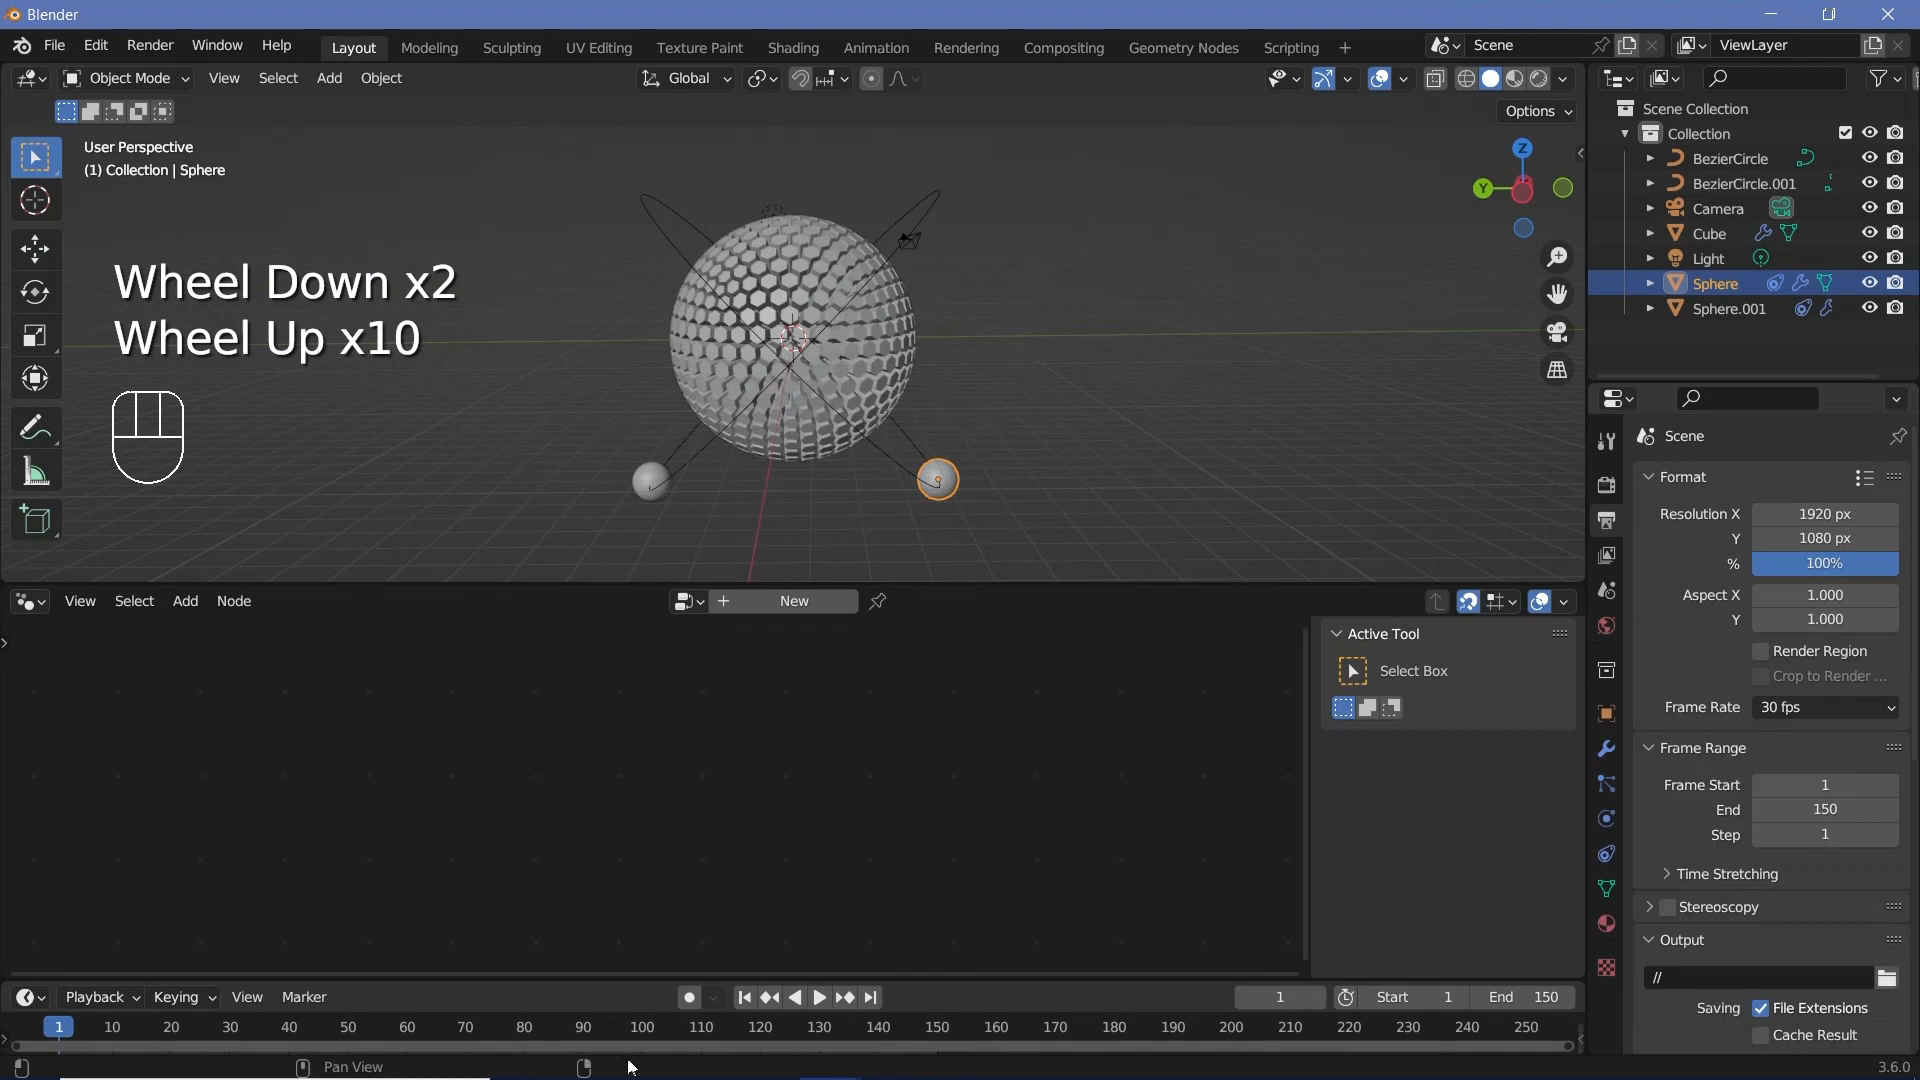 Blender
File Edit Render Window Help Layout Modeling Sculpting UV Editing Texture Paint Shading Animation Rendering Compositing Geometry Nodes Scripting + Scene ViewLayer
Object Mode View Select Add Object Global
Options
User Perspective
(1) Collection | Sphere
Z
Y
Wheel Down x2
Wheel Up x10
Scene Collection
Collection
BezierCircle
BezierCircle.001
Camera
Cube
Light
Sphere
Sphere.001
Scene
Format
Resolution X 1920 px
Y 1080 px
% 100%
Aspect X 1.000
Y 1.000
Render Region
Crop to Render ...
Frame Rate 30 fps
Frame Range
Frame Start 1
End 150
Step 1
Time Stretching
Stereoscopy
Output
//
Saving File Extensions
Cache Result
View Select Add Node + New
Active Tool
Select Box
Playback Keying View Marker 1 Start 1 End 150
1 10 20 30 40 50 60 70 80 90 100 110 120 130 140 150 160 170 180 190 200 210 220 230 240 250
Pan View 3.6.0